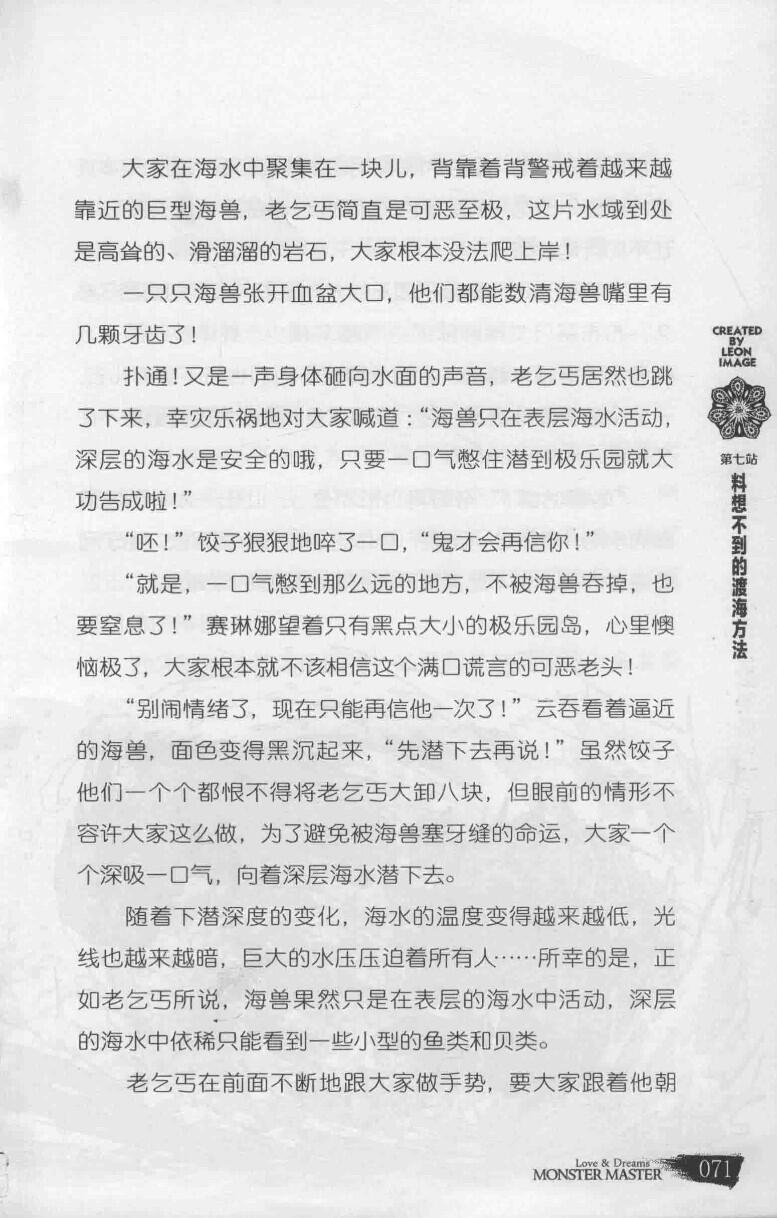 大家在海水中聚集在一块儿，背靠着背警戒着越来越
靠近的巨型海兽，老乞丐简直是可恶至极，这片水域到处
是高耸的、滑溜溜的岩石，大家根本没法爬上岸！
一只只海兽张开血盆大口，他们都能数清海兽嘴里有
几颗牙齿了！
扑通！又是一声身体砸向水面的声音，老乞丐居然也跳
了下来，幸灾乐祸地对大家喊道：“海兽只在表层海水活动，
深层的海水是安全的哦，只要一口气憋住潜到极乐园就大
功告成啦！”
“呸！”饺子狠狠地啐了一口，“鬼才会再信你！”
“就是，一口气憋到那么远的地方，不被海兽吞掉，也
要窒息了！”赛琳娜望着只有黑点大小的极乐园岛，心里懊
恼极了，大家根本就不该相信这个满口谎言的可恶老头！
“别闹情绪了，现在只能再信他一次了！”云吞看着逼近
的海兽，面色变得黑沉起来，“先潜下去再说！”虽然饺子
他们一个个都恨不得将老乞丐大卸八块，但眼前的情形不
容许大家这么做，为了避免被海兽塞牙缝的命运，大家一个
个深吸一口气，向着深层海水潜下去。
随着下潜深度的变化，海水的温度变得越来越低，光
线也越来越暗，巨大的水压压迫着所有人……所幸的是，正
如老乞丐所说，海兽果然只是在表层的海水中活动，深层
的海水中依稀只能看到一些小型的鱼类和贝类。
老乞丐在前面不断地跟大家做手势，要大家跟着他朝
CREATED
BY
LEON
IMAGE
第七站
料想不到的渡海方法
Love & Dreams
MONSTER MASTER
071